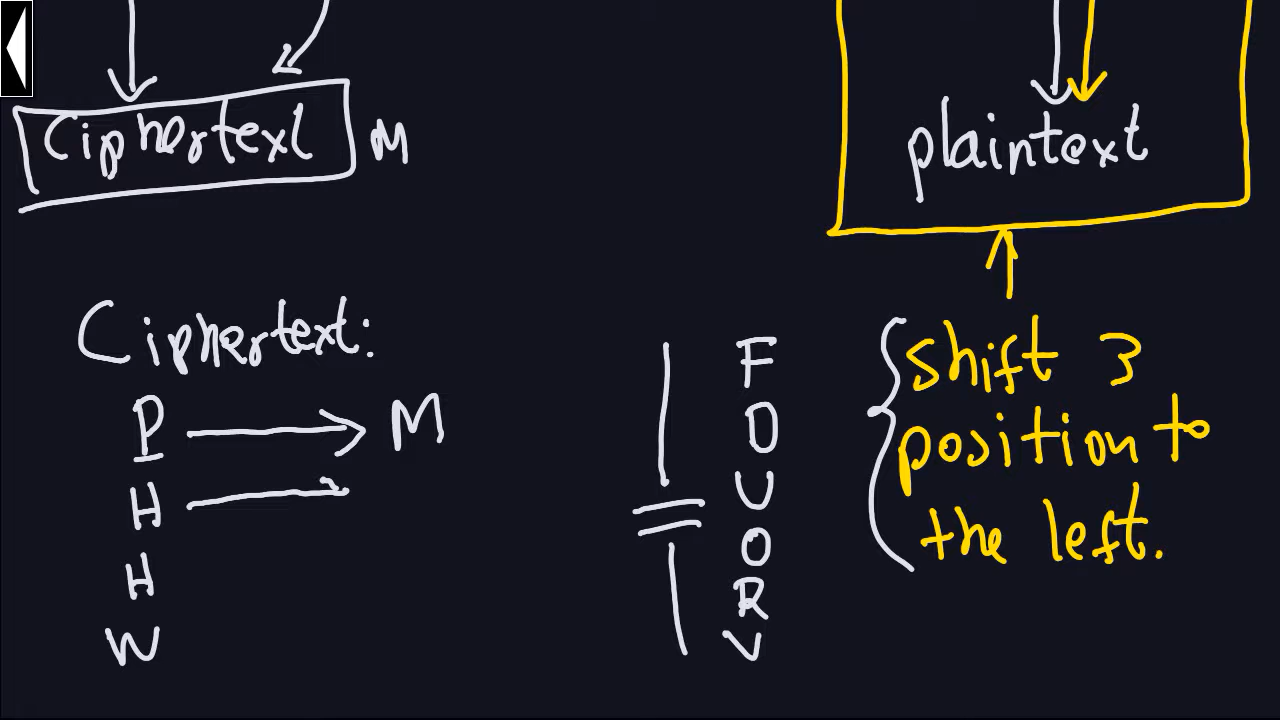 Ciphertext M
plaintext
Ciphertext:
P M
H
H
W
F
D
U
O
R
V
shift 3
position to
the left.